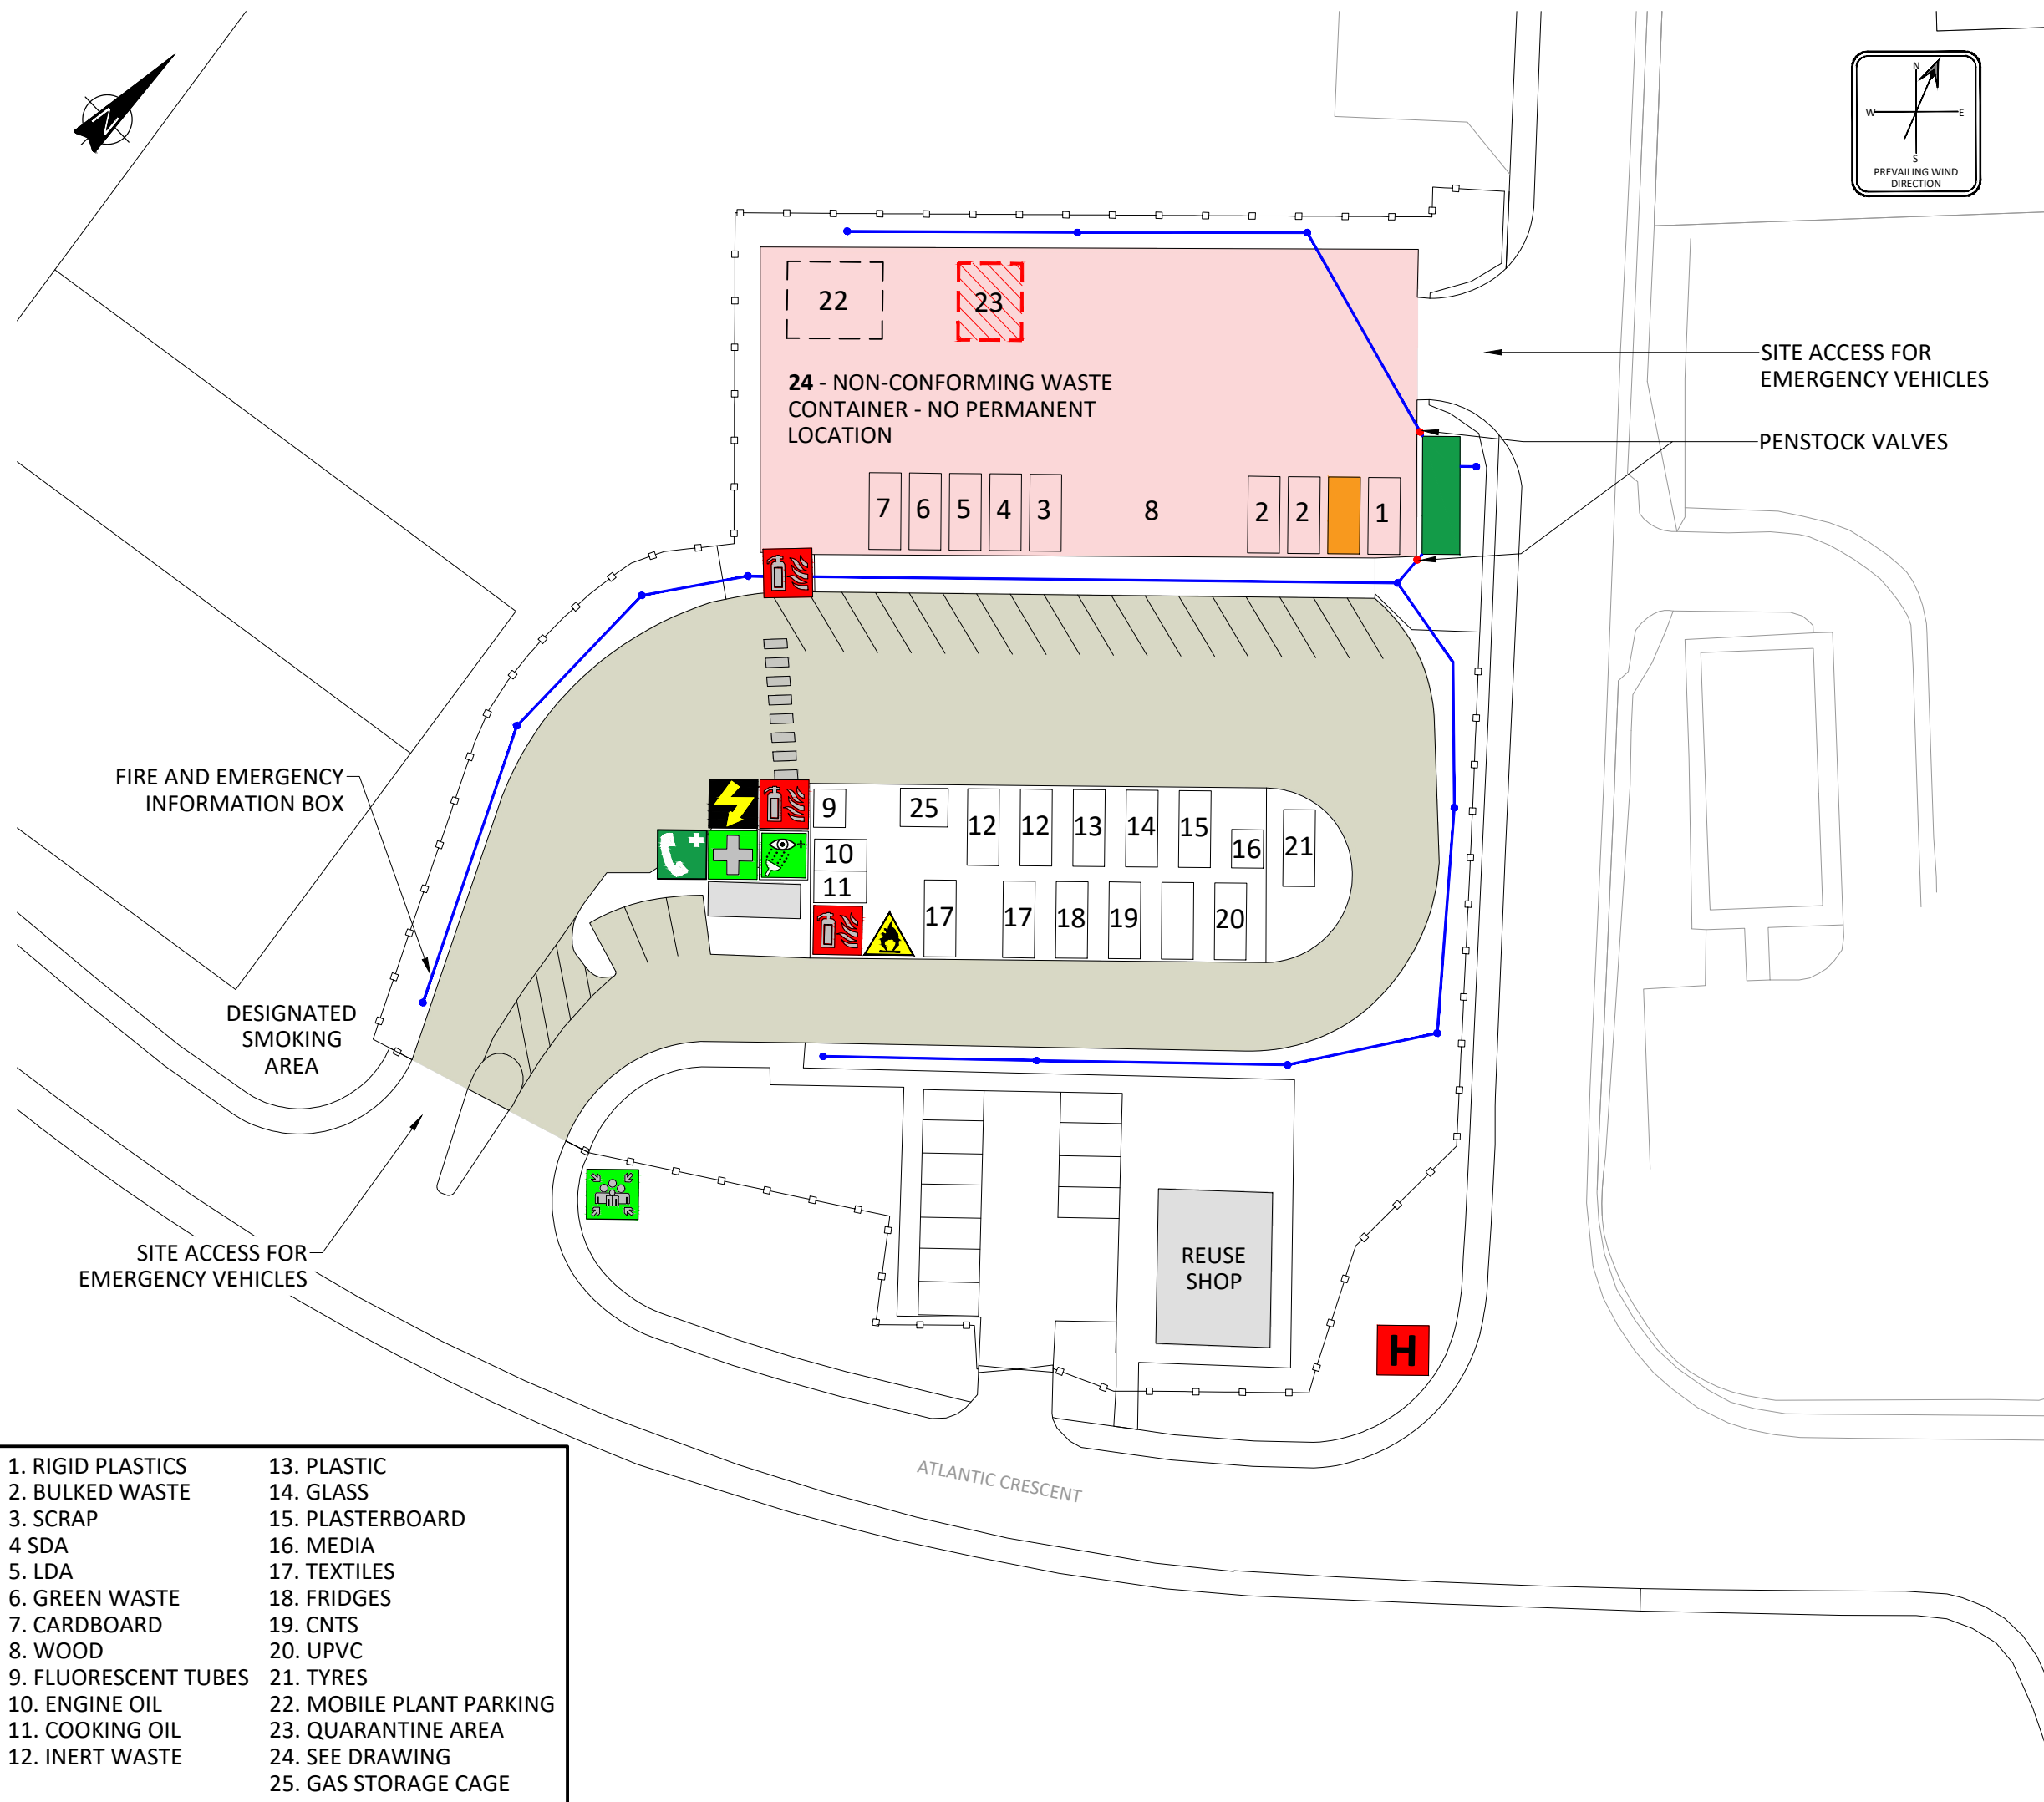 N
N
W
E
S
PREVAILING WIND
DIRECTION
22
23
SITE ACCESS FOR
EMERGENCY VEHICLES
24 - NON-CONFORMING WASTE
CONTAINER - NO PERMANENT
LOCATION
PENSTOCK VALVES
7
6
5
4
3
8
2
2
1
FIRE AND EMERGENCY
INFORMATION BOX
9
25
12
12
13
14
15
16
21
10
11
17
17
18
19
20
DESIGNATED
SMOKING
AREA
SITE ACCESS FOR
EMERGENCY VEHICLES
REUSE
SHOP
H
ATLANTIC CRESCENT
1. RIGID PLASTICS
2. BULKED WASTE
3. SCRAP
4 SDA
5. LDA
6. GREEN WASTE
7. CARDBOARD
8. WOOD
9. FLUORESCENT TUBES
10. ENGINE OIL
11. COOKING OIL
12. INERT WASTE
13. PLASTIC
14. GLASS
15. PLASTERBOARD
16. MEDIA
17. TEXTILES
18. FRIDGES
19. CNTS
20. UPVC
21. TYRES
22. MOBILE PLANT PARKING
23. QUARANTINE AREA
24. SEE DRAWING
25. GAS STORAGE CAGE